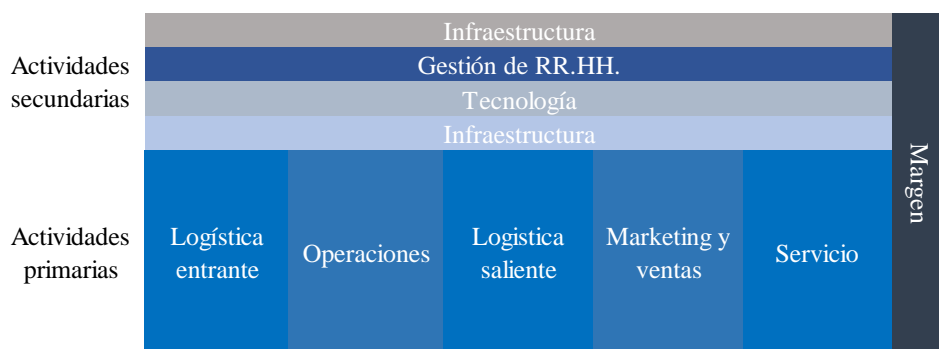 Infraestructura
Actividades
secundarias
Gestión de RR.HH.
Tecnología
Infraestructura
Margen
Actividades
primarias
Logística
entrante
Operaciones
Logistica
saliente
Marketing y
ventas
Servicio